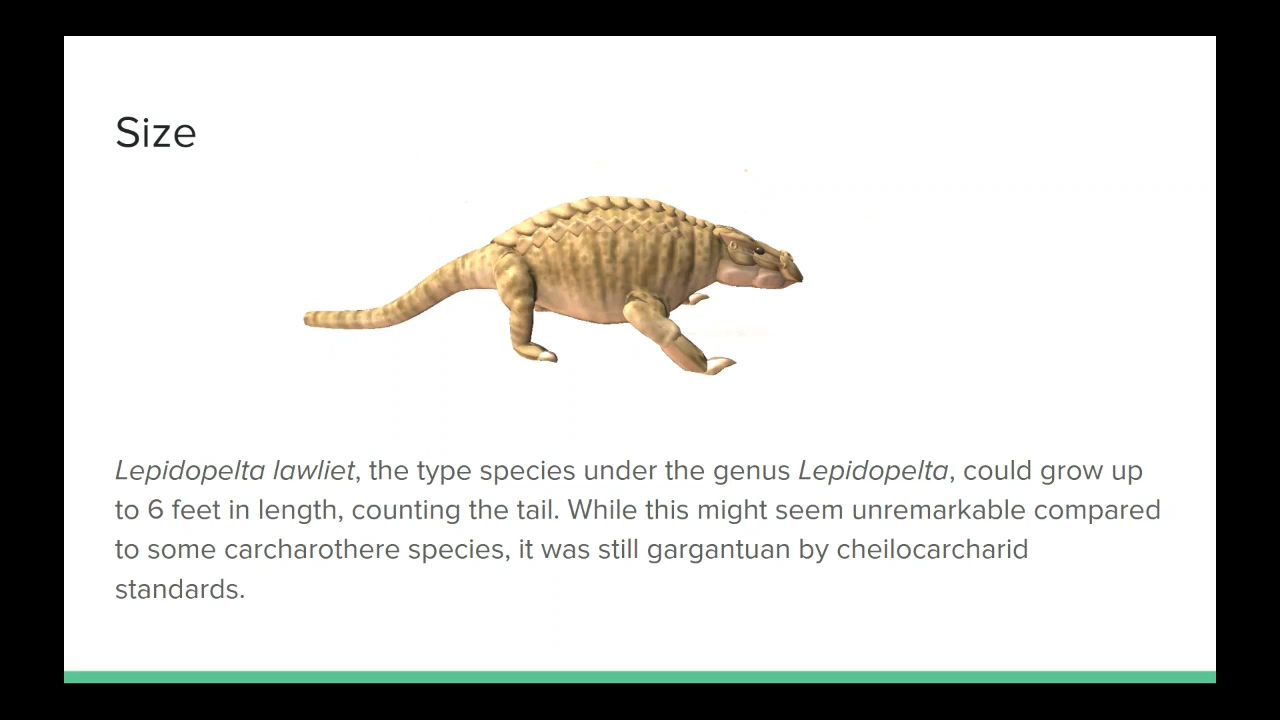 Size
Lepidopelta lawliet, the type species under the genus Lepidopelta, could grow up
to 6 feet in length, counting the tail. While this might seem unremarkable compared
to some carcharothere species, it was still gargantuan by cheilocarcharid
standards.